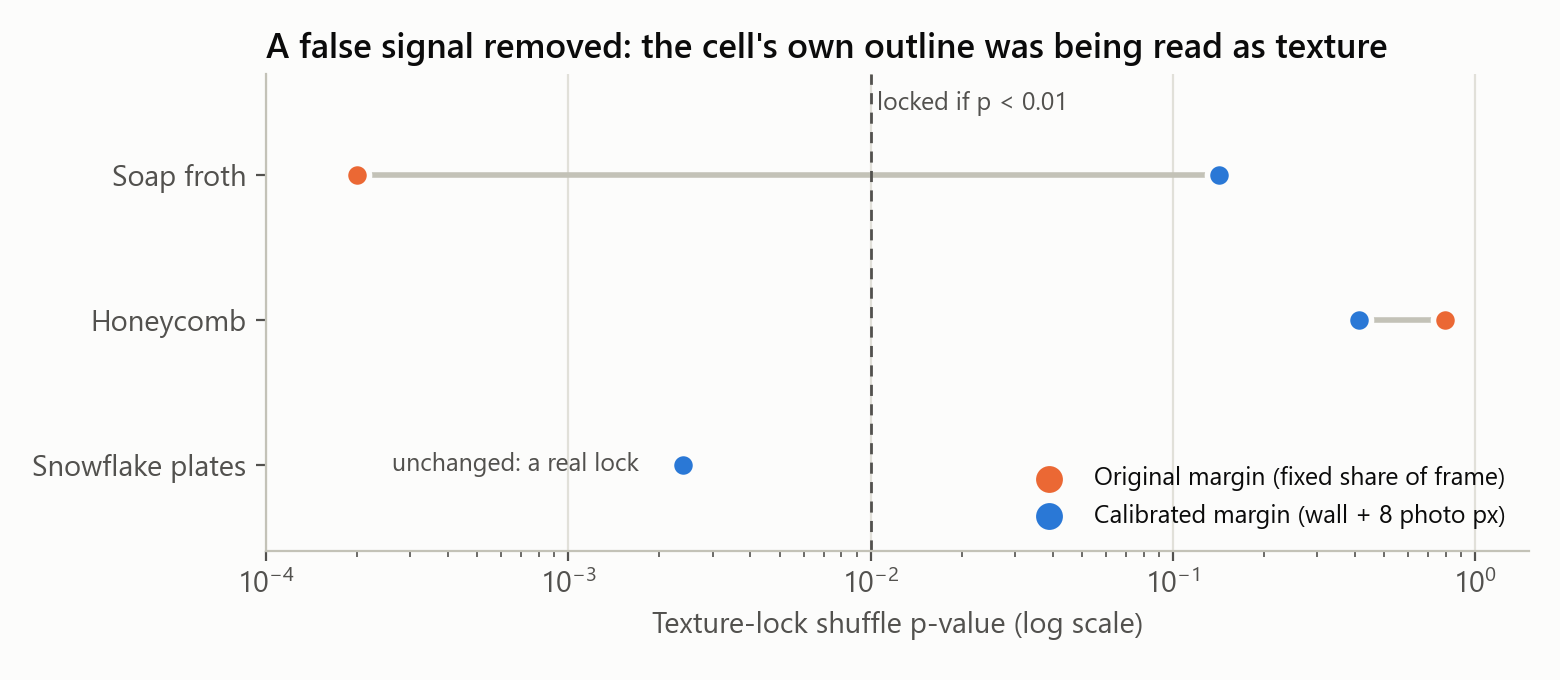 A false signal removed: the cell's own outline was being read as texture
locked if p < 0.01
Soap froth
Honeycomb
Snowflake plates
unchanged: a real lock
Original margin (fixed share of frame)
Calibrated margin (wall + 8 photo px)
10⁻⁴ 10⁻³ 10⁻² 10⁻¹ 10⁰
Texture-lock shuffle p-value (log scale)